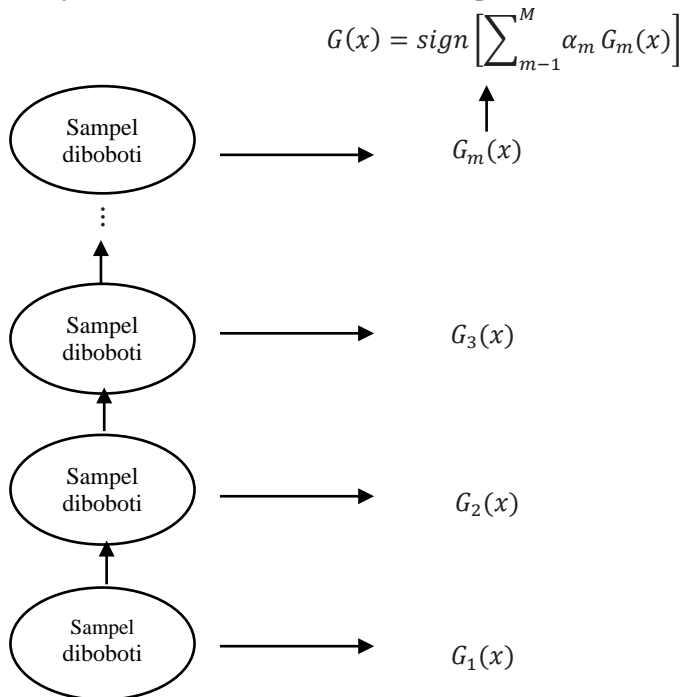 G(x) = sign [∑_{m-1}^{M} α_m G_m(x)]
Sampel
diboboti
G_m(x)
⋮
Sampel
diboboti
G_3(x)
Sampel
diboboti
G_2(x)
Sampel
diboboti
G_1(x)